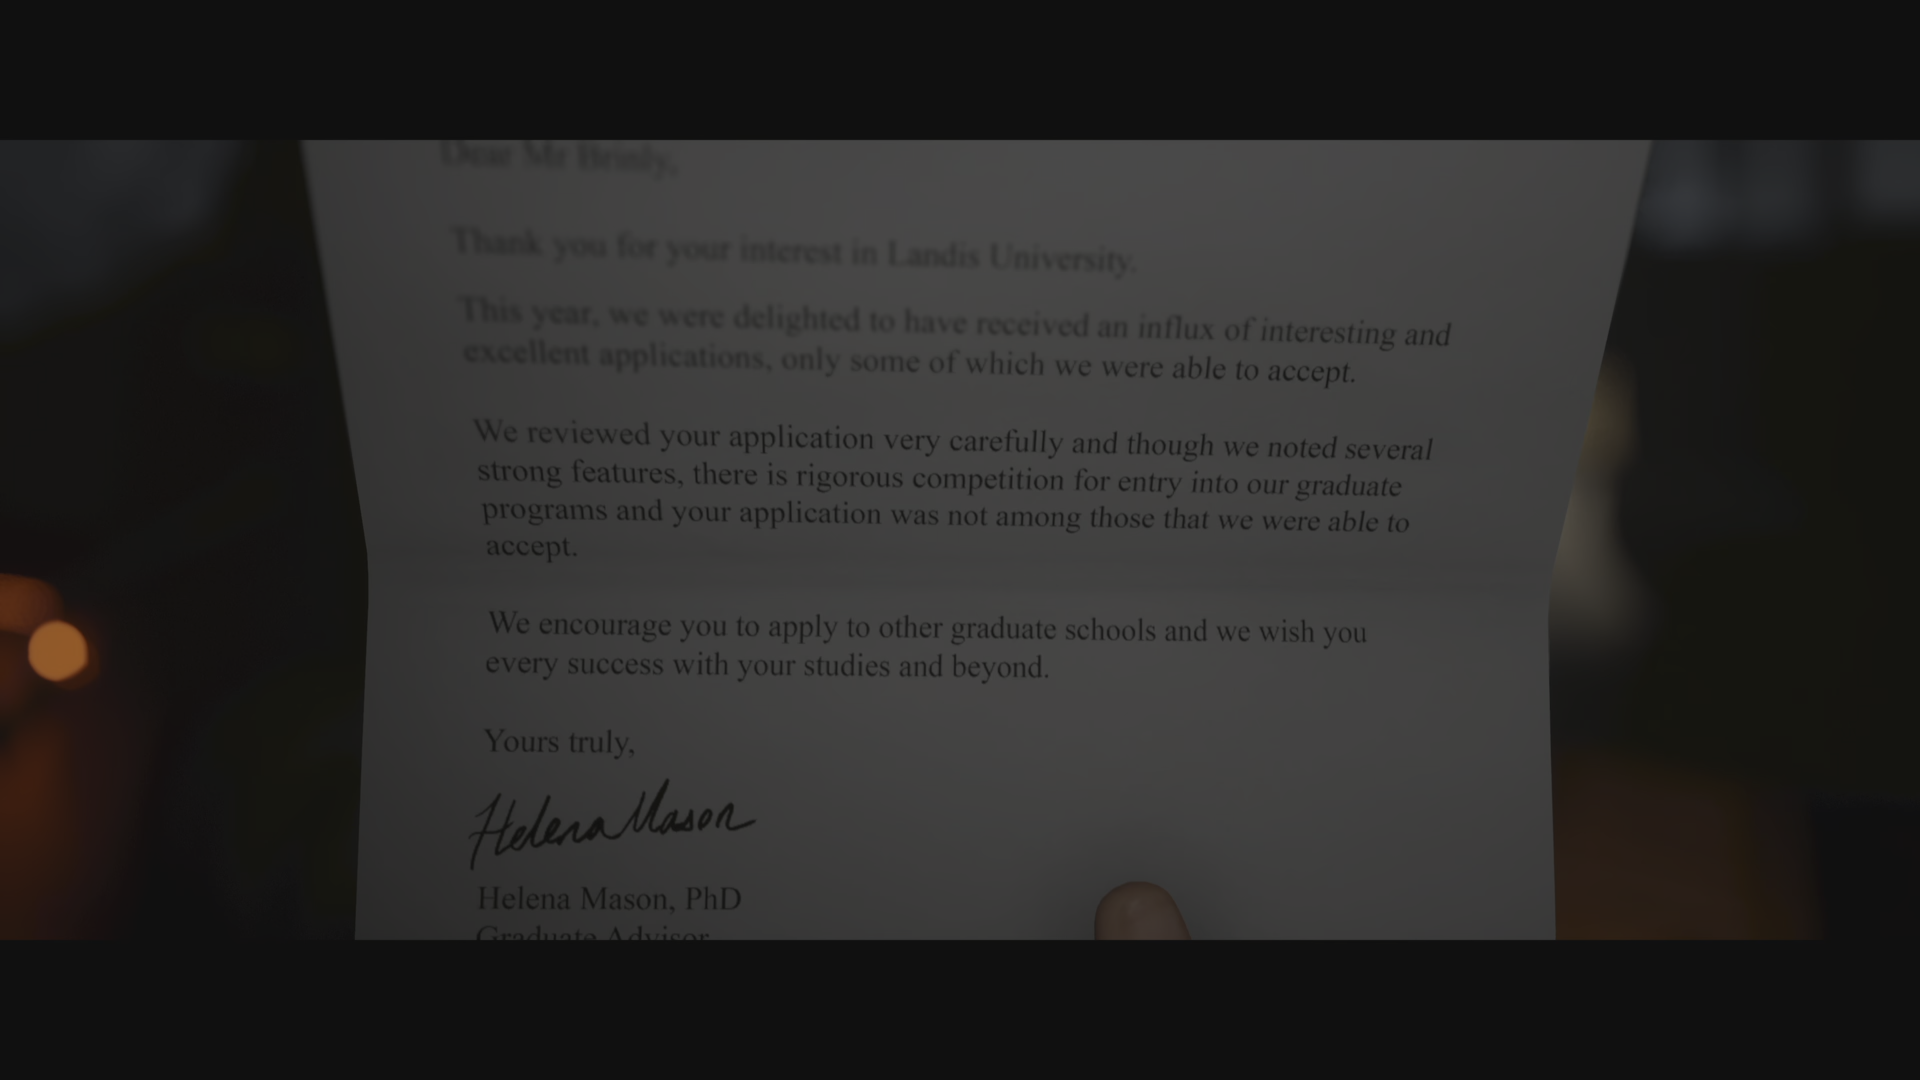 Dear Mr Brinly,
Thank you for your interest in Landis University.
This year, we were delighted to have received an influx of interesting and
excellent applications, only some of which we were able to accept.
We reviewed your application very carefully and though we noted several
strong features, there is rigorous competition for entry into our graduate
programs and your application was not among those that we were able to
accept.
We encourage you to apply to other graduate schools and we wish you
every success with your studies and beyond.
Yours truly,
Helena Mason
Helena Mason, PhD
Graduate Advisor